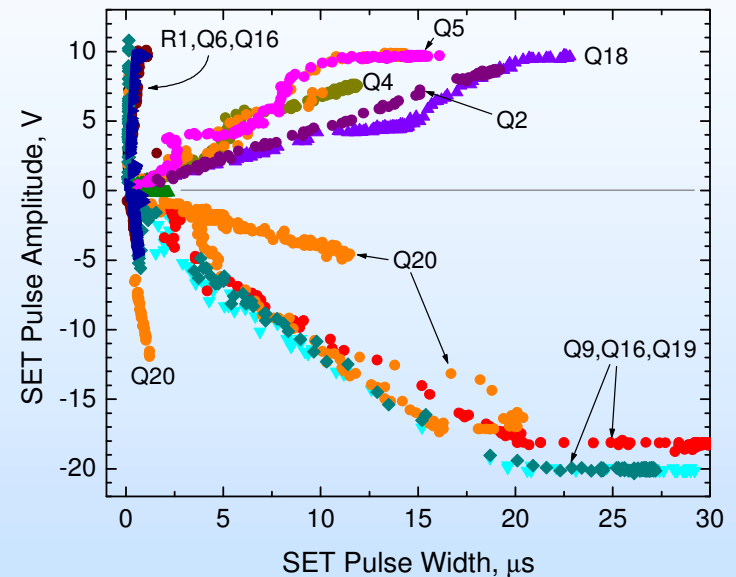 10
5
0
-5
-10
-15
-20
SET Pulse Amplitude, V
R1,Q6,Q16
Q5
Q18
Q4
Q2
Q20
Q20
Q9,Q16,Q19
0
5
10
15
20
25
30
SET Pulse Width, μs